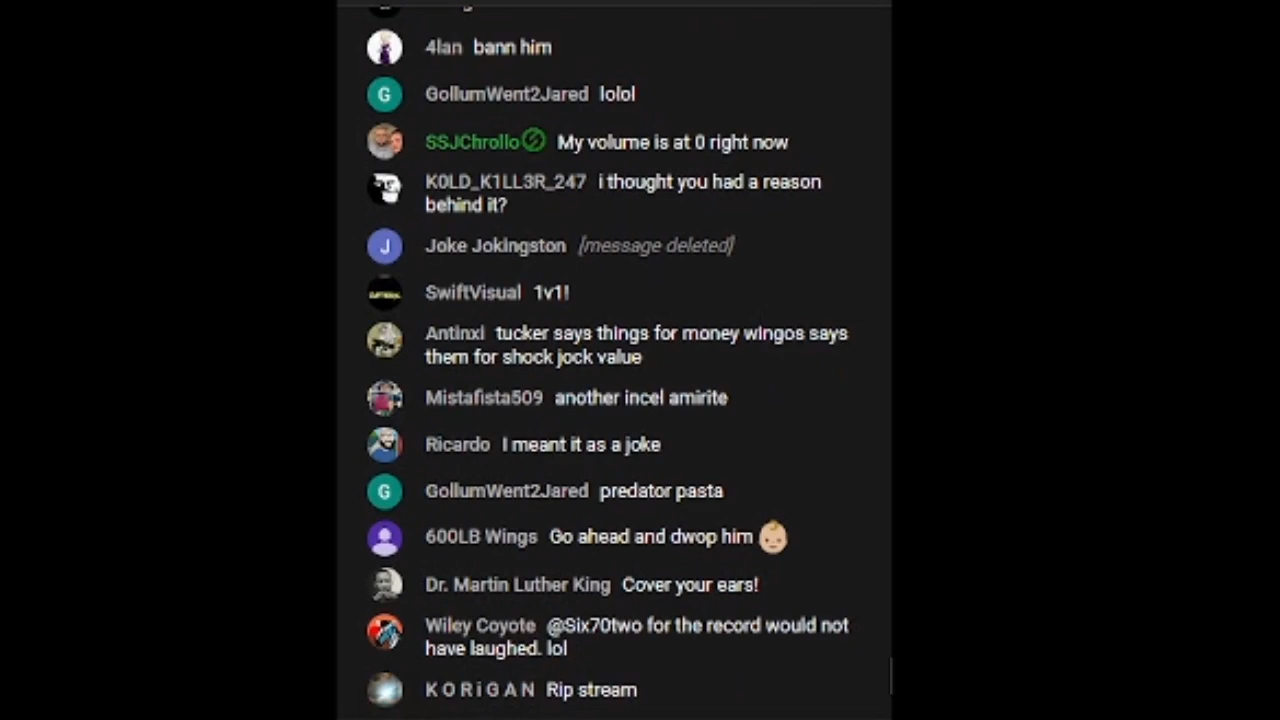 4lan bann him
G GollumWent2Jared lolol
SSJChrollo My volume is at 0 right now
K0LD_K1LL3R_247 i thought you had a reason
behind it?
J Joke Jokingston [message deleted]
SwiftVisual 1v1!
Antinxi tucker says things for money wingos says
them for shock jock value
Mistafista509 another incel amirite
Ricardo I meant it as a joke
G GollumWent2Jared predator pasta
600LB Wings Go ahead and dwop him 👶🏼
Dr. Martin Luther King Cover your ears!
Wiley Coyote @Six70two for the record would not
have laughed. lol
K O R i G A N Rip stream